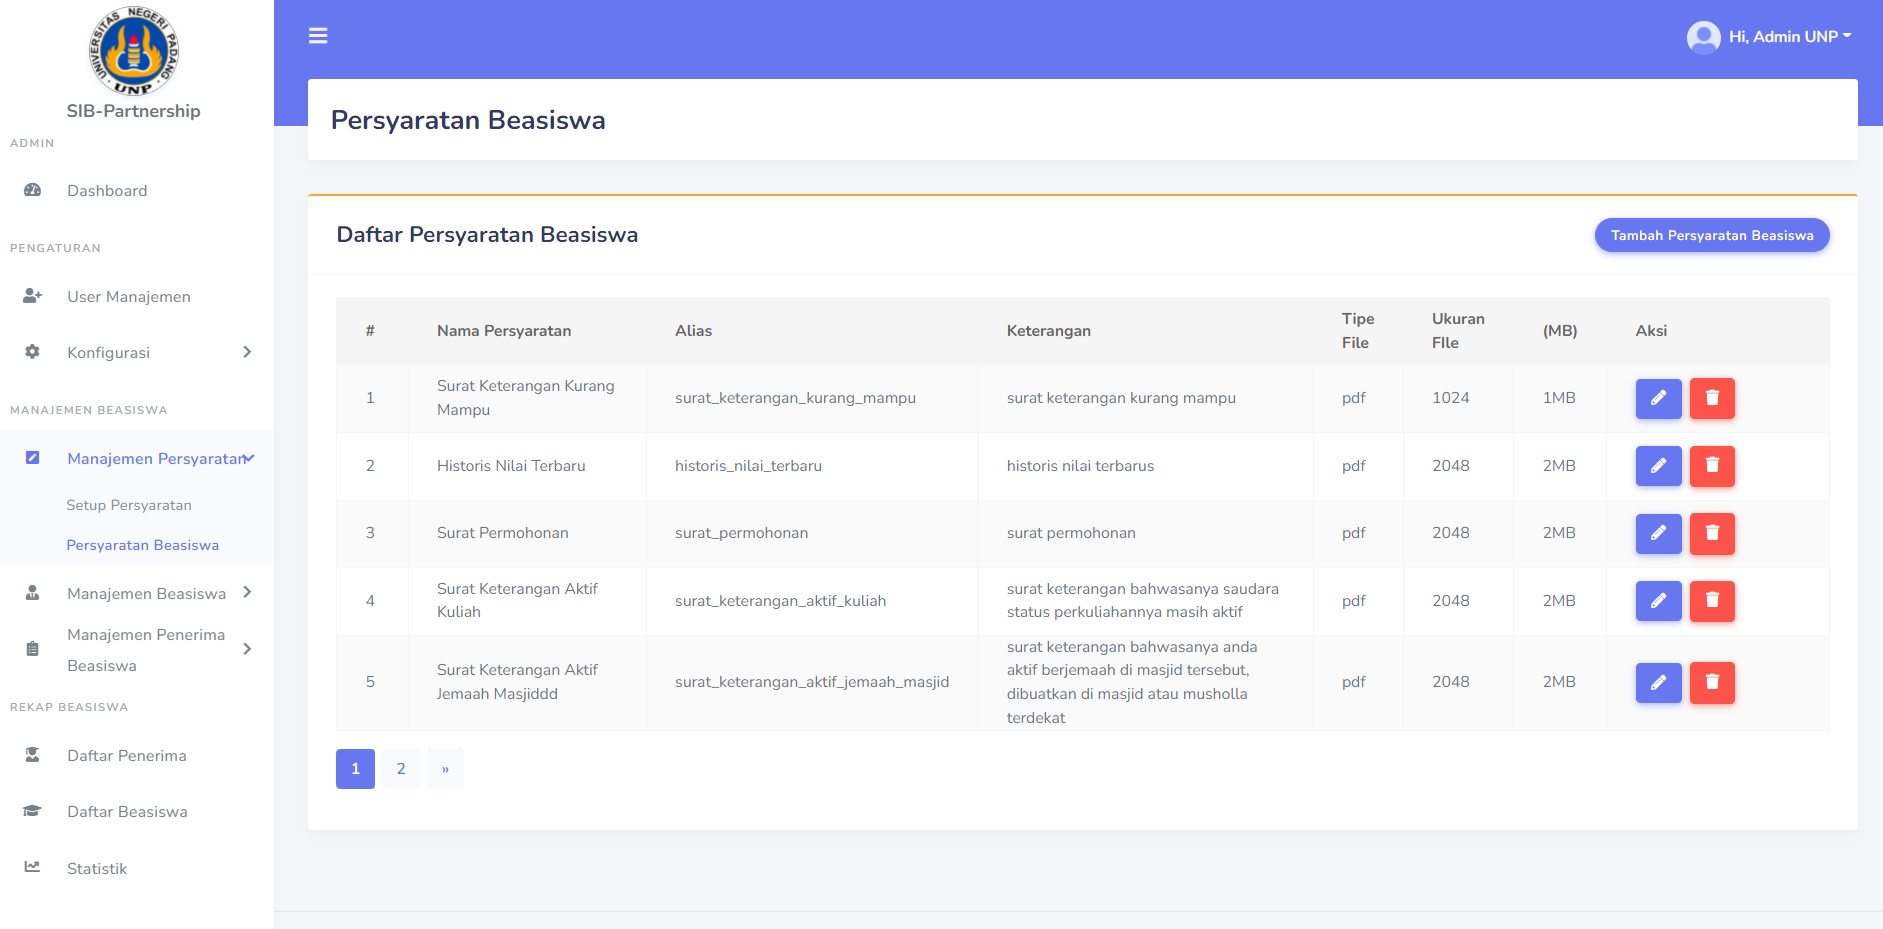 UNIVERSITAS NEGERI PADANG
UNP
SIB-Partnership
ADMIN
Dashboard
PENGATURAN
User Manajemen
Konfigurasi
MANAJEMEN BEASISWA
Manajemen Persyaratan
Setup Persyaratan
Persyaratan Beasiswa
Manajemen Beasiswa
Manajemen Penerima
Beasiswa
REKAP BEASISWA
Daftar Penerima
Daftar Beasiswa
Statistik
Hi, Admin UNP
Persyaratan Beasiswa
Daftar Persyaratan Beasiswa
Tambah Persyaratan Beasiswa
# Nama Persyaratan Alias Keterangan Tipe File Ukuran FIle (MB) Aksi
1 Surat Keterangan Kurang Mampu surat_keterangan_kurang_mampu surat keterangan kurang mampu pdf 1024 1MB
2 Historis Nilai Terbaru historis_nilai_terbaru historis nilai terbarus pdf 2048 2MB
3 Surat Permohonan surat_permohonan surat permohonan pdf 2048 2MB
4 Surat Keterangan Aktif Kuliah surat_keterangan_aktif_kuliah surat keterangan bahwasanya saudara status perkuliahannya masih aktif pdf 2048 2MB
5 Surat Keterangan Aktif Jemaah Masjiddd surat_keterangan_aktif_jemaah_masjid surat keterangan bahwasanya anda aktif berjemaah di masjid tersebut, dibuatkan di masjid atau musholla terdekat pdf 2048 2MB
1 2 »